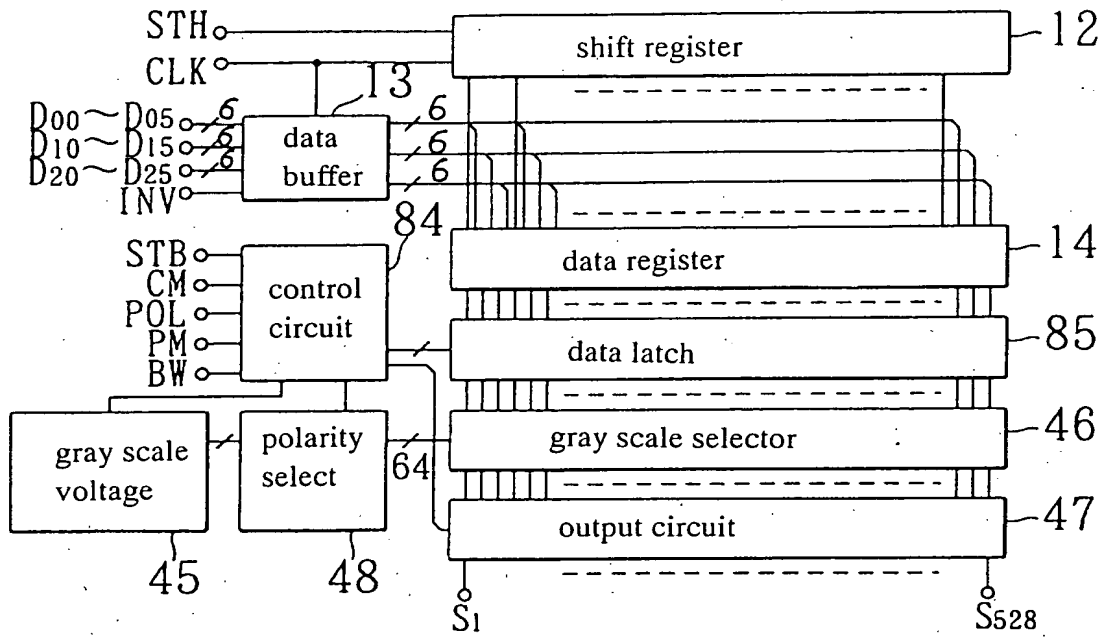 STH
shift register
12
CLK
13
D00~D05
6
data
buffer
6
D10~D15
6
6
D20~D25
6
6
INV
84
STB
control
circuit
data register
14
CM
POL
PM
data latch
85
BW
gray scale
voltage
polarity
select
64
gray scale selector
46
output circuit
47
45
48
S1
S528